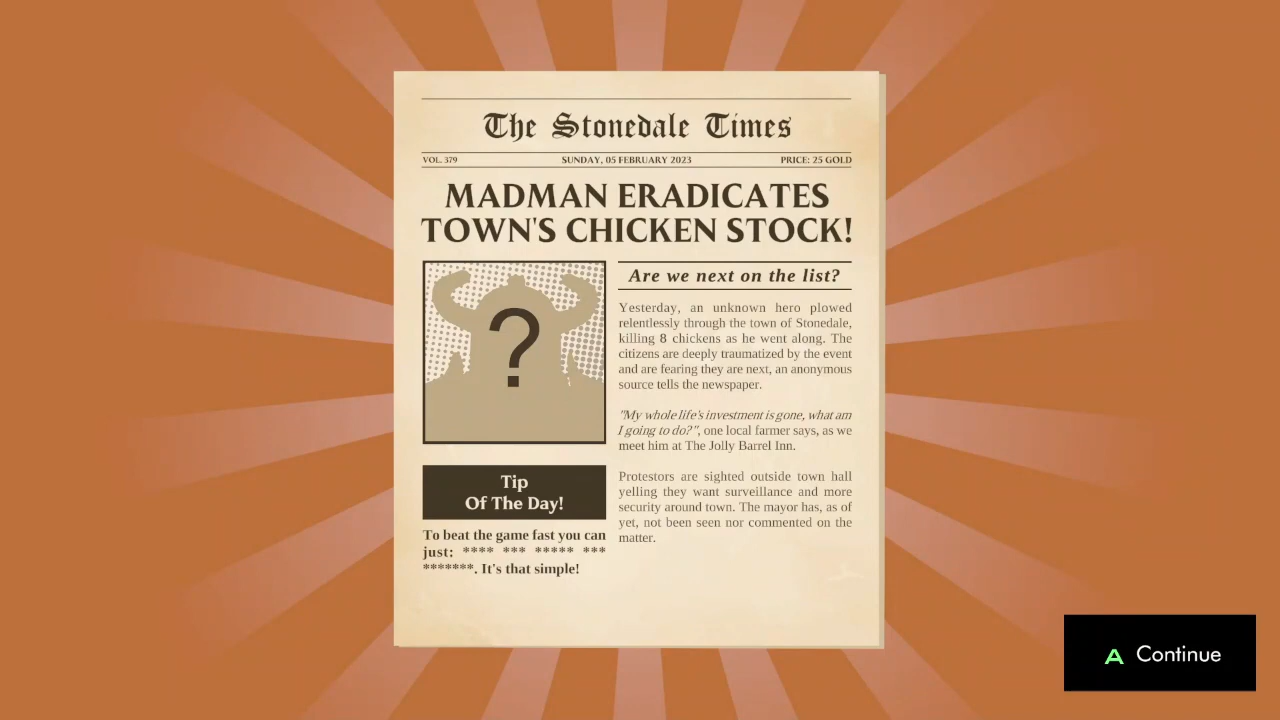 The Stonedale Times
VOL. 379 SUNDAY, 05 FEBRUARY 2023 PRICE: 25 GOLD
MADMAN ERADICATES
TOWN'S CHICKEN STOCK!
?
Tip
Of The Day!
To beat the game fast you can
just: **** *** ***** ***
*******. It's that simple!
Are we next on the list?
Yesterday, an unknown hero plowed
relentlessly through the town of Stonedale,
killing 8 chickens as he went along. The
citizens are deeply traumatized by the event
and are fearing they are next, an anonymous
source tells the newspaper.
"My whole life's investment is gone, what am
I going to do?", one local farmer says, as we
meet him at The Jolly Barrel Inn.
Protestors are sighted outside town hall
yelling they want surveillance and more
security around town. The mayor has, as of
yet, not been seen nor commented on the
matter.
A Continue